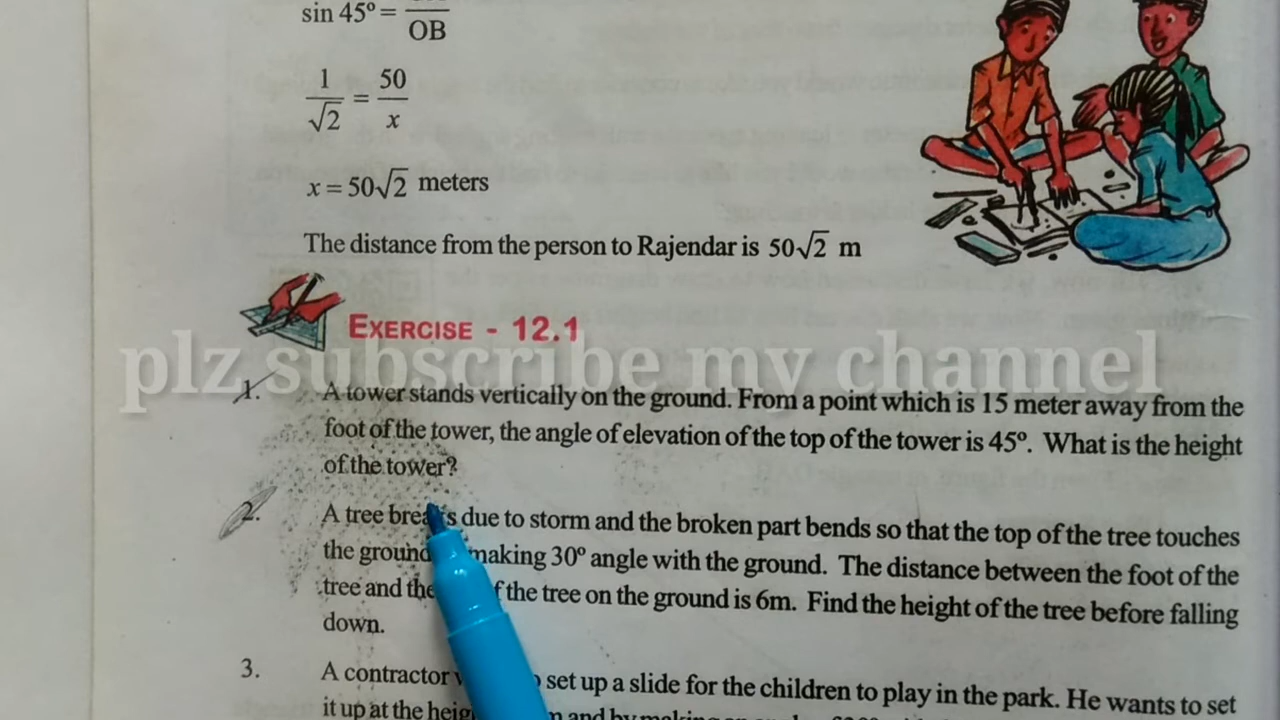 sin 45° = 
OB
1/√2 = 50/x
x = 50√2 meters
The distance from the person to Rajendar is 50√2 m
EXERCISE - 12.1
plz subscribe my channel
1. A tower stands vertically on the ground. From a point which is 15 meter away from the
foot of the tower, the angle of elevation of the top of the tower is 45°. What is the height
of the tower?
2. A tree due to storm and the broken part bends so that the top of the tree touches
the ground making 30° angle with the ground. The distance between the foot of the
tree and the the tree on the ground is 6m. Find the height of the tree before falling
down.
3. A contractor set up a slide for the children to play in the park. He wants to set
it up at the and by making